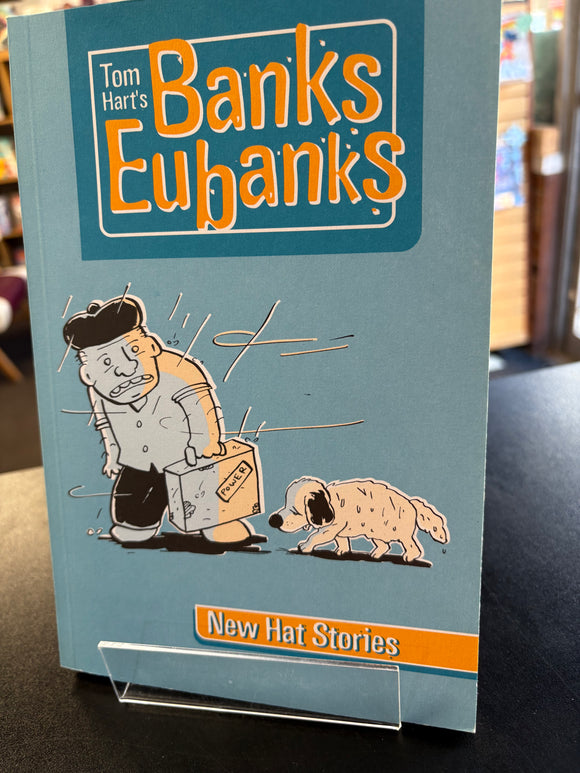 Tom
Hart's
Banks
Eubanks
POWER
New Hat Stories